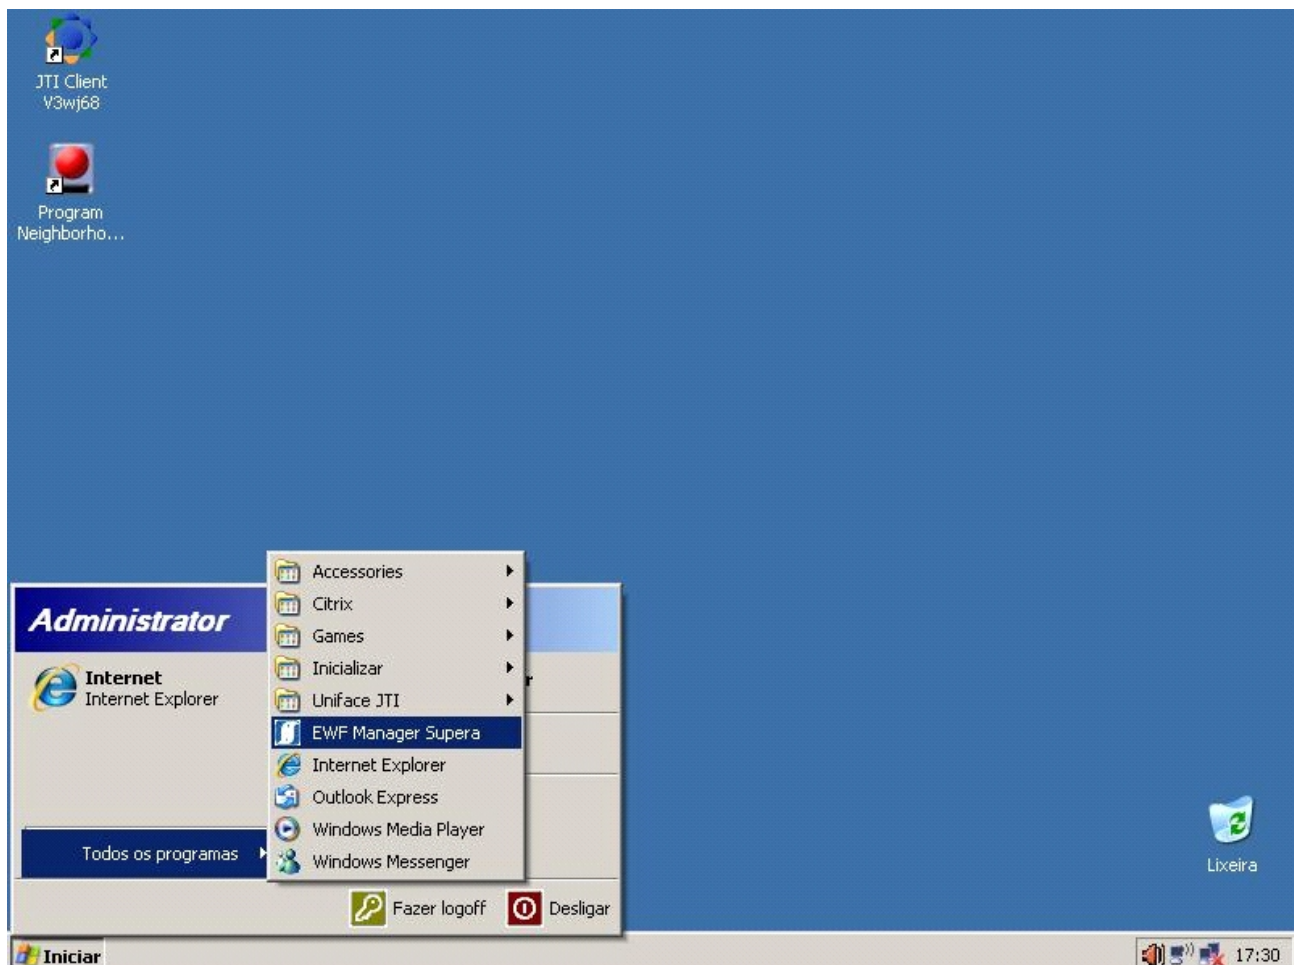 JTI Client
V3wj68
Program
Neighborho...
Accessories
Citrix
Games
Inicializar
Uniface JTI
EWF Manager Supera
Internet Explorer
Outlook Express
Windows Media Player
Windows Messenger
Administrator
Internet
Internet Explorer
r
Todos os programas
Fazer logoff
Desligar
Lixeira
Iniciar
17:30